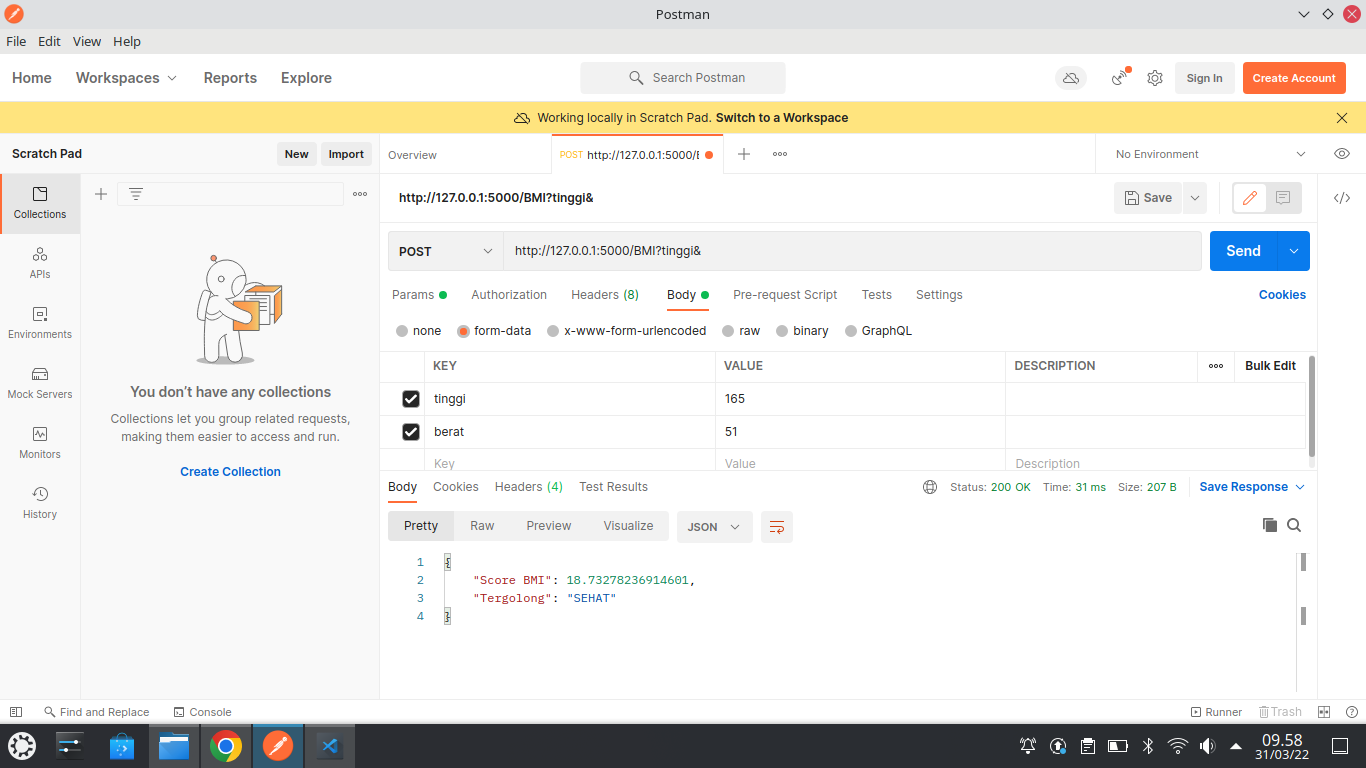 Postman
File Edit View Help
Home Workspaces Reports Explore Search Postman Sign In Create Account
Working locally in Scratch Pad. Switch to a Workspace
Scratch Pad New Import Overview POST http://127.0.0.1:5000/E No Environment
Collections
APIs
Environments
Mock Servers
Monitors
History
You don't have any collections
Collections let you group related requests,
making them easier to access and run.
Create Collection
http://127.0.0.1:5000/BMI?tinggi& Save
POST http://127.0.0.1:5000/BMI?tinggi& Send
Params Authorization Headers (8) Body Pre-request Script Tests Settings Cookies
none form-data x-www-form-urlencoded raw binary GraphQL
KEY VALUE DESCRIPTION Bulk Edit
tinggi 165
berat 51
Key Value Description
Body Cookies Headers (4) Test Results Status: 200 OK Time: 31 ms Size: 207 B Save Response
Pretty Raw Preview Visualize JSON
1 {
2 "Score BMI": 18.73278236914601,
3 "Tergolong": "SEHAT"
4 }
Find and Replace Console Runner Trash
09.58
31/03/22